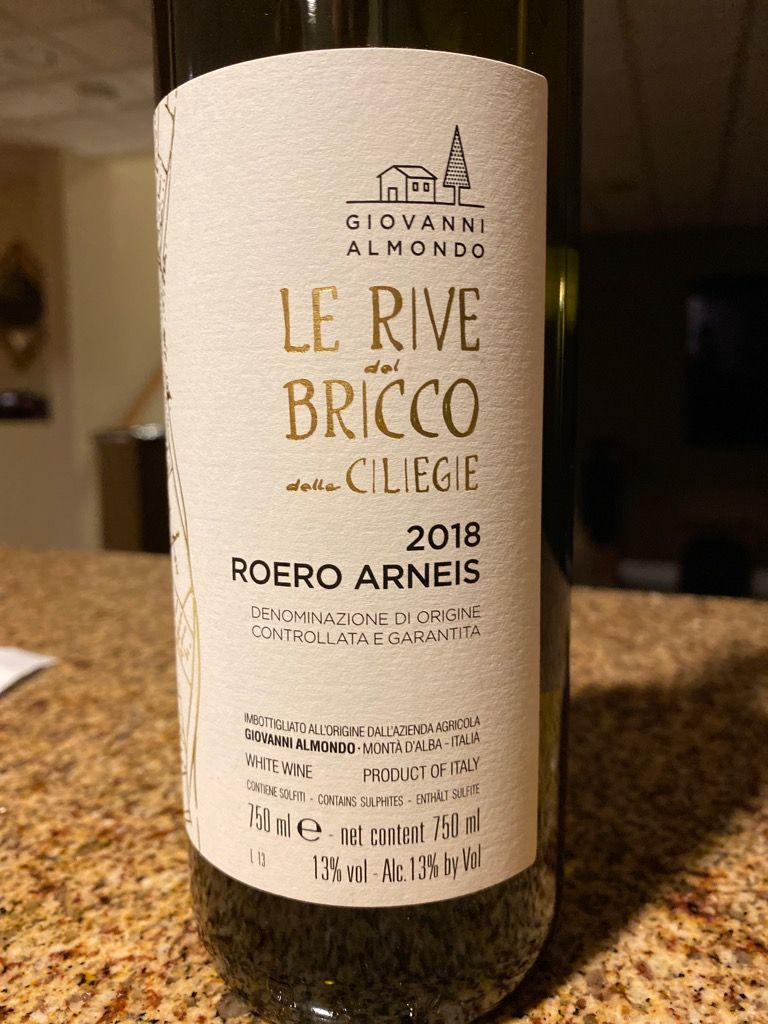 GIOVANNI
ALMONDO
LE RIVE
del
BRICCO
delle CILIEGIE
2018
ROERO ARNEIS
DENOMINAZIONE DI ORIGINE
CONTROLLATA E GARANTITA
IMBOTTIGLIATO ALL'ORIGINE DALL'AZIENDA AGRICOLA
GIOVANNI ALMONDO · MONTÀ D'ALBA - ITALIA
WHITE WINE PRODUCT OF ITALY
CONTIENE SOLFITI - CONTAINS SULPHITES - ENTHÄLT SULFITE
750 ml e - net content 750 ml
L 13 13% vol - Alc. 13% by Vol